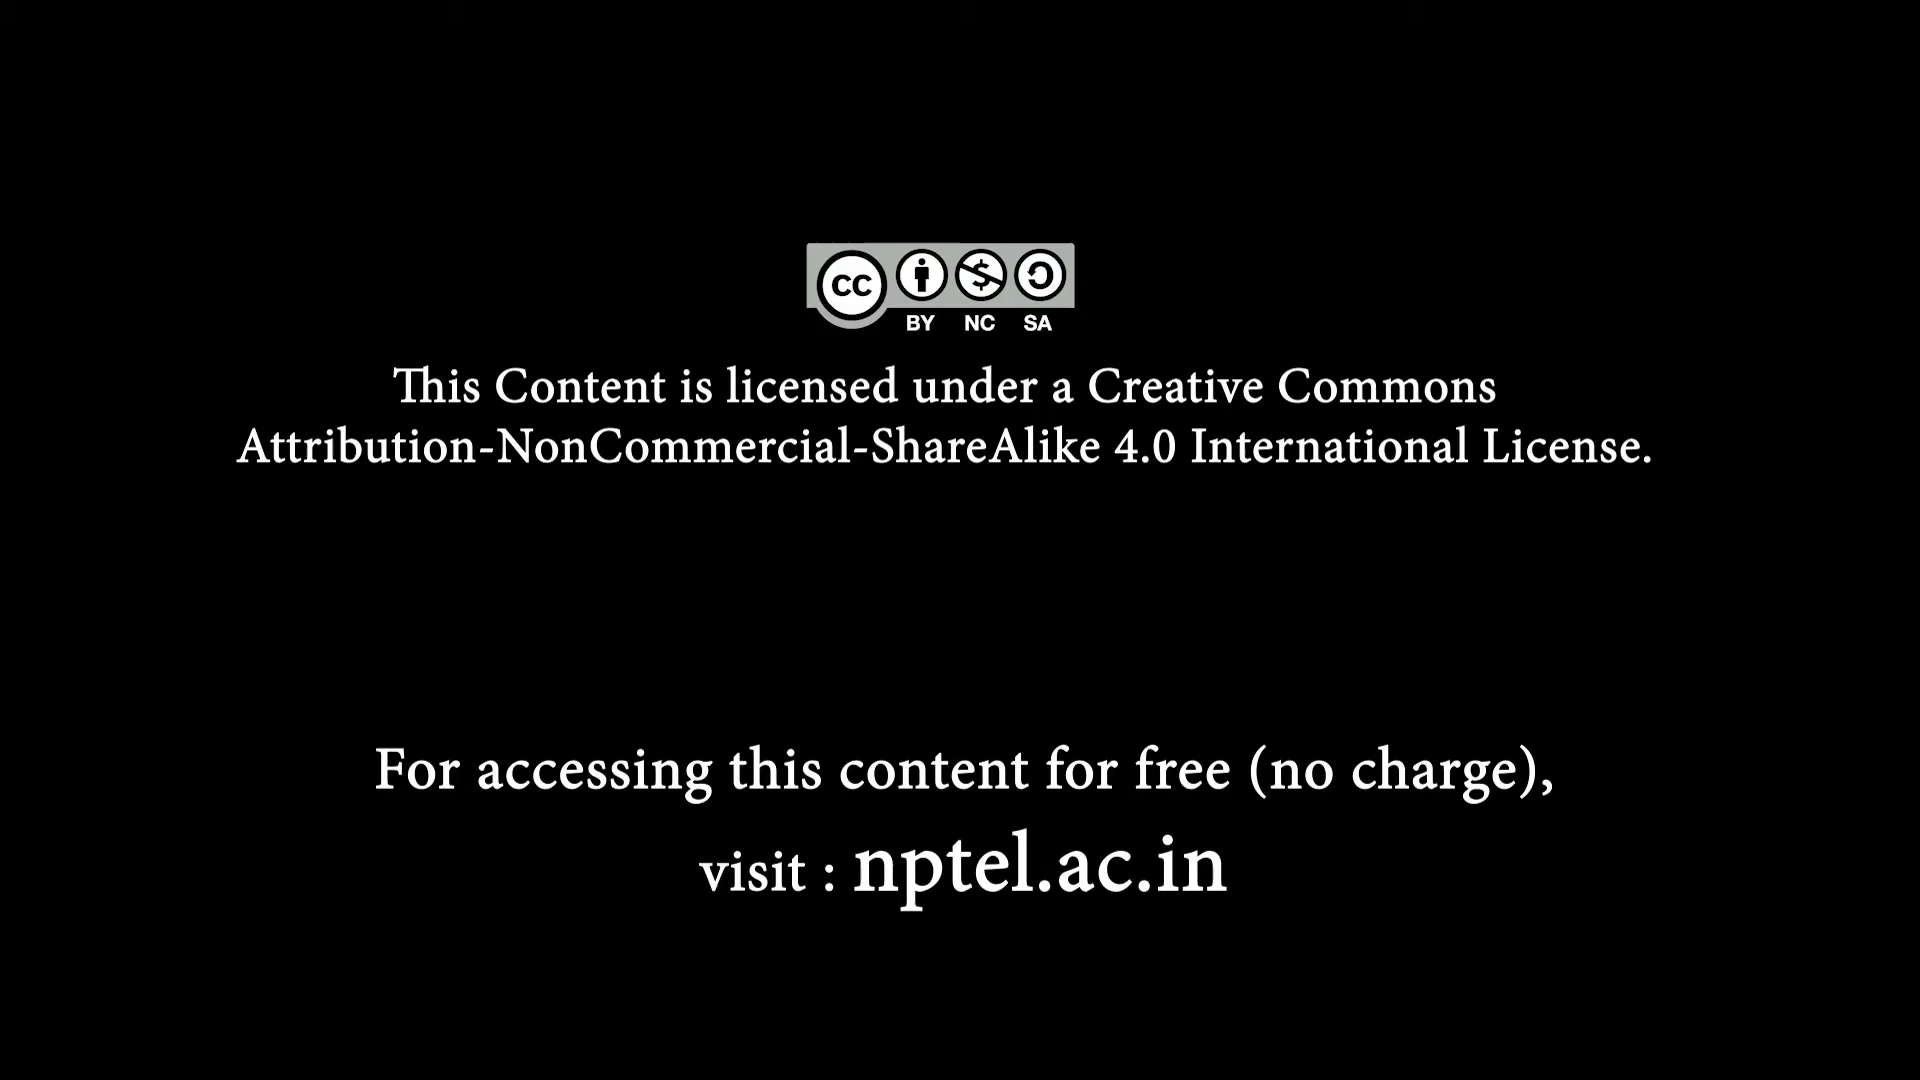 CC BY NC SA
This Content is licensed under a Creative Commons
Attribution-NonCommercial-ShareAlike 4.0 International License.
For accessing this content for free (no charge),
visit : nptel.ac.in